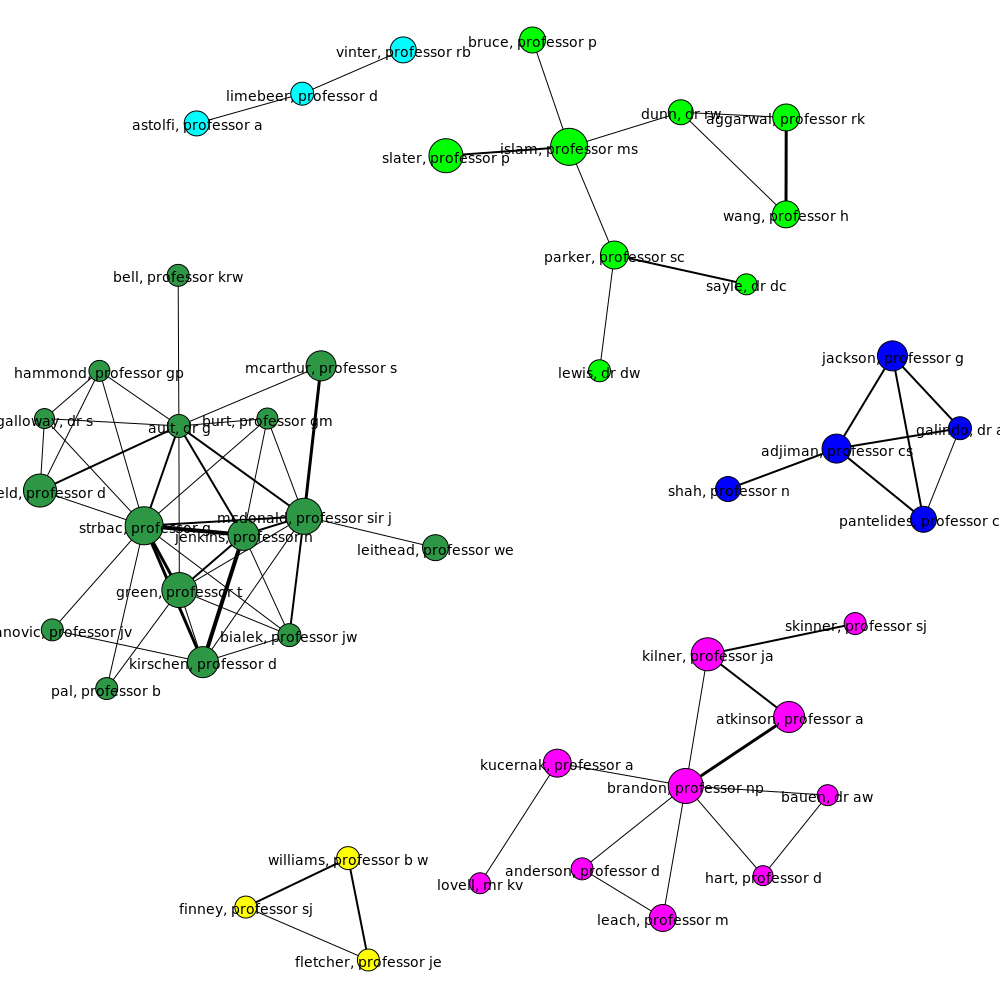 vinter, professor rb
bruce, professor p
limebeer, professor d
astolfi, professor a
dunn, dr rw
aggarwal, professor rk
islam, professor ms
slater, professor p
wang, professor h
parker, professor sc
bell, professor krw
sayle, dr dc
jackson, professor g
mcarthur, professor s
hammond, professor gp
lewis, dr dw
galloway, dr s
burt, professor gm
ault, dr g
galindo, dr a
adjiman, professor cs
eld, professor d
shah, professor n
mcdonald, professor sir j
strbac, professor g
pantelides, professor c
jenkins, professor n
leithead, professor we
green, professor t
skinner, professor sj
anovic, professor jv
bialek, professor jw
kilner, professor ja
kirschen, professor d
pal, professor b
atkinson, professor a
kucernak, professor a
brandon, professor np
bauen, dr aw
williams, professor b w
anderson, professor d
hart, professor d
lovell, mr kv
finney, professor sj
leach, professor m
fletcher, professor je